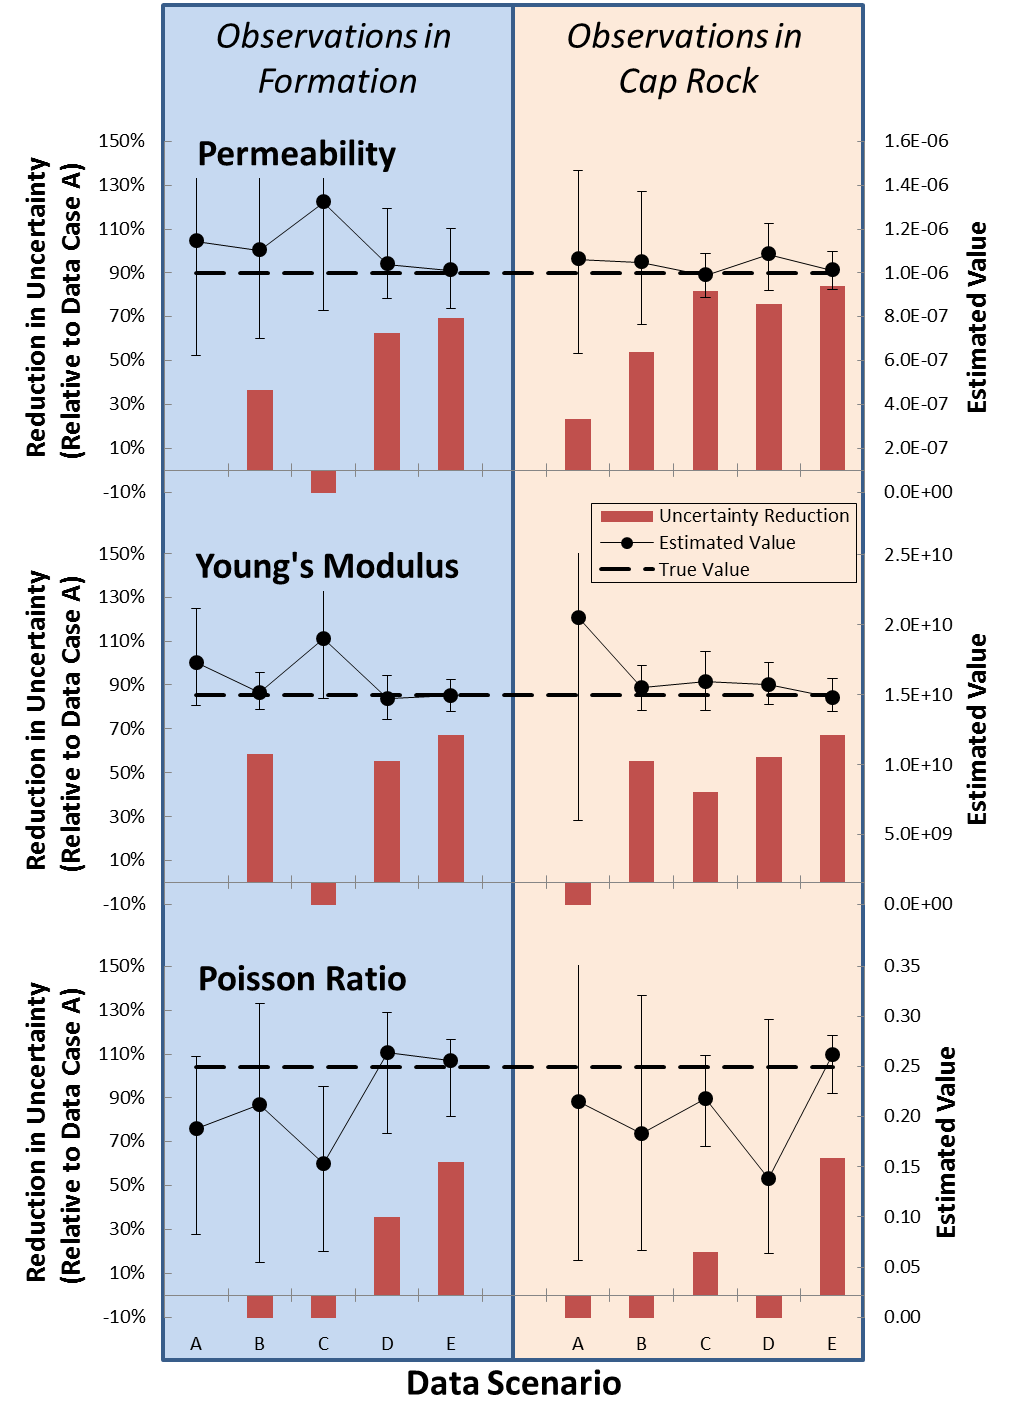 Observations in
Formation
Observations in
Cap Rock
Permeability
Reduction in Uncertainty
(Relative to Data Case A)
150%
130%
110%
90%
70%
50%
30%
10%
-10%
1.6E-06
1.4E-06
1.2E-06
1.0E-06
8.0E-07
6.0E-07
4.0E-07
2.0E-07
0.0E+00
Estimated Value
Uncertainty Reduction
Estimated Value
True Value
Young's Modulus
Reduction in Uncertainty
(Relative to Data Case A)
150%
130%
110%
90%
70%
50%
30%
10%
-10%
2.5E+10
2.0E+10
1.5E+10
1.0E+10
5.0E+09
0.0E+00
Estimated Value
Poisson Ratio
Reduction in Uncertainty
(Relative to Data Case A)
150%
130%
110%
90%
70%
50%
30%
10%
-10%
0.35
0.30
0.25
0.20
0.15
0.10
0.05
0.00
Estimated Value
A B C D E A B C D E
Data Scenario